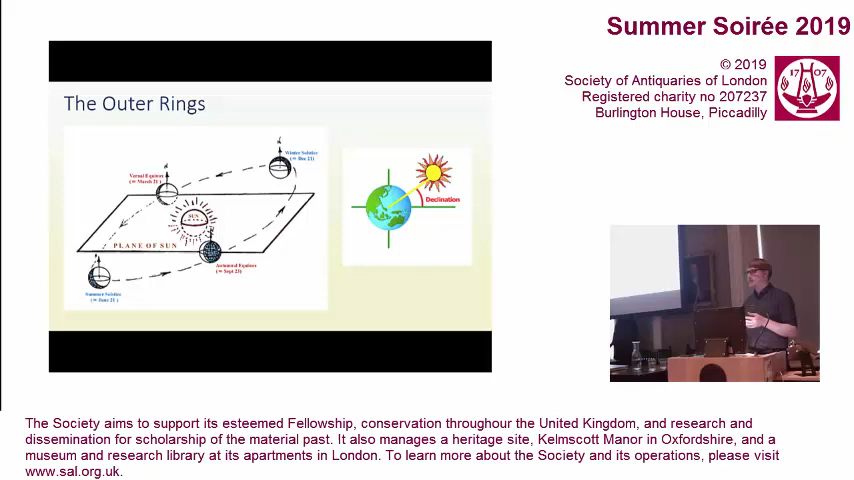 Summer Soirée 2019
© 2019
Society of Antiquaries of London
Registered charity no 207237
Burlington House, Piccadilly
17 07
The Outer Rings
Winter Solstice
(≈ Dec 21)
Vernal Equinox
(≈ March 21)
SUN
PLANE OF SUN
Autumnal Equinox
(≈ Sept 23)
Summer Solstice
(≈ June 21)
Declination
The Society aims to support its esteemed Fellowship, conservation throughour the United Kingdom, and research and
dissemination for scholarship of the material past. It also manages a heritage site, Kelmscott Manor in Oxfordshire, and a
museum and research library at its apartments in London. To learn more about the Society and its operations, please visit
www.sal.org.uk.